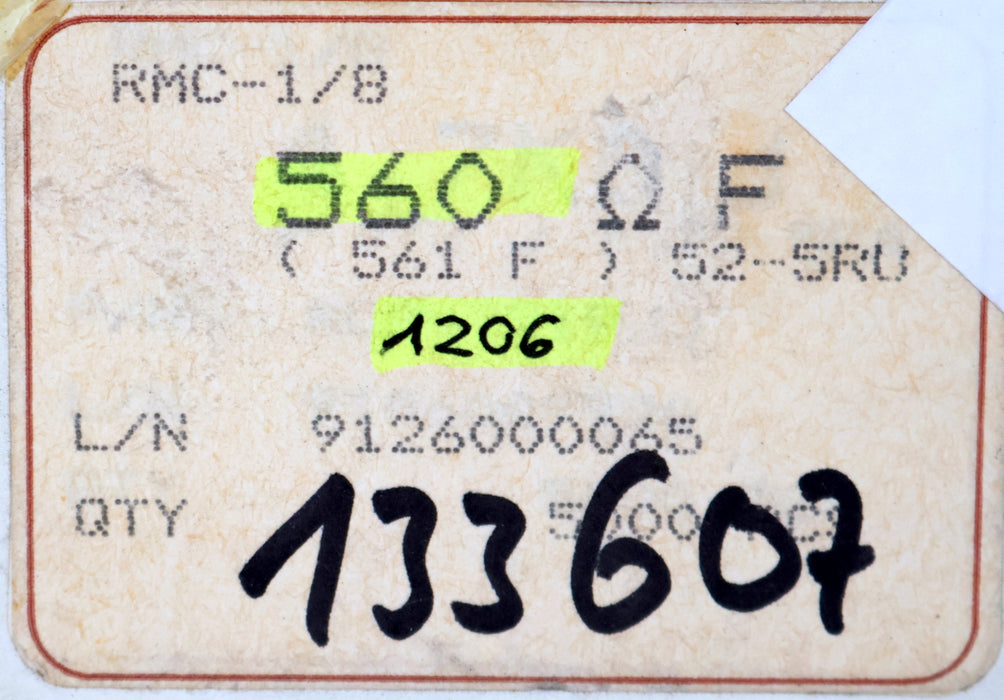 RMC-1/8
560 Ω F
( 561 F ) 52-5RU
1206
L/N 9126000065
QTY
133607